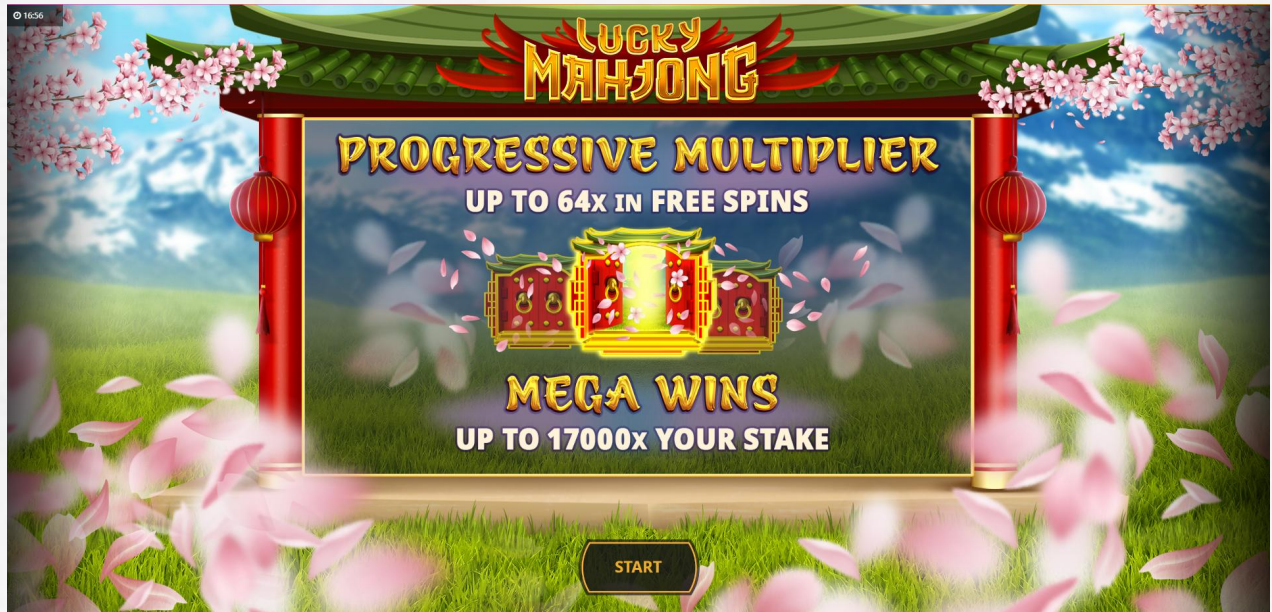 16:56
LUCKY
MAHJONG
PROGRESSIVE MULTIPLIER
UP TO 64x IN FREE SPINS
MEGA WINS
UP TO 17000x YOUR STAKE
START